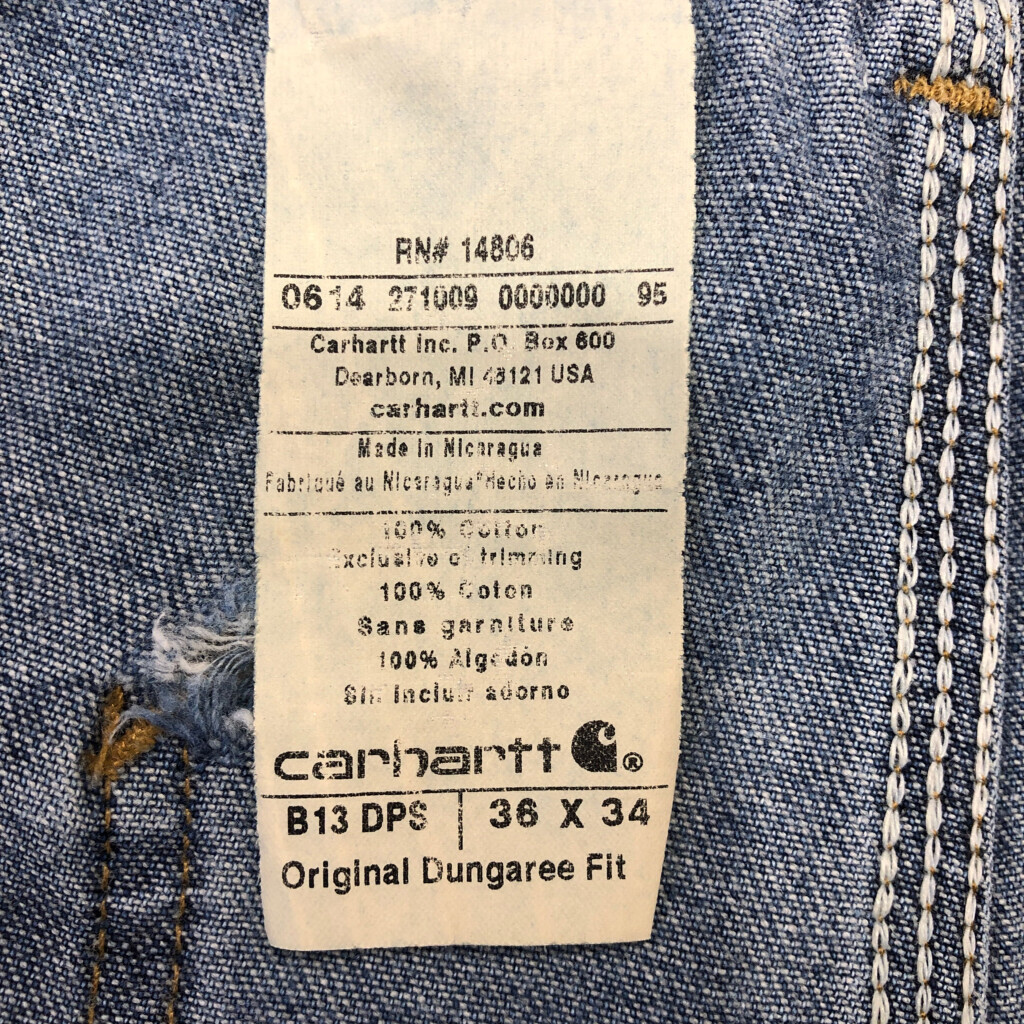 RN# 14806
0614 271009 0000000 95
Carhartt Inc. P.O. Box 600
Dearborn, MI 48121 USA
carhartt.com
Made in Nicaragua
Fabriqué au Nicaragua*Hecho en Nicaragua
100% Cotton
Exclusive of trimming
100% Coton
Sans garniture
100% Algodón
Sin incluir adorno
carhartt®
B13 DPS | 36 X 34
Original Dungaree Fit